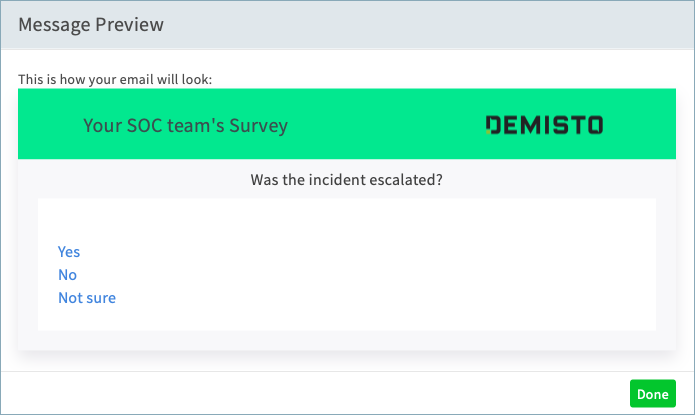 Message Preview
This is how your email will look:
Your SOC team's Survey
DEMISTO
Was the incident escalated?
Yes
No
Not sure
Done